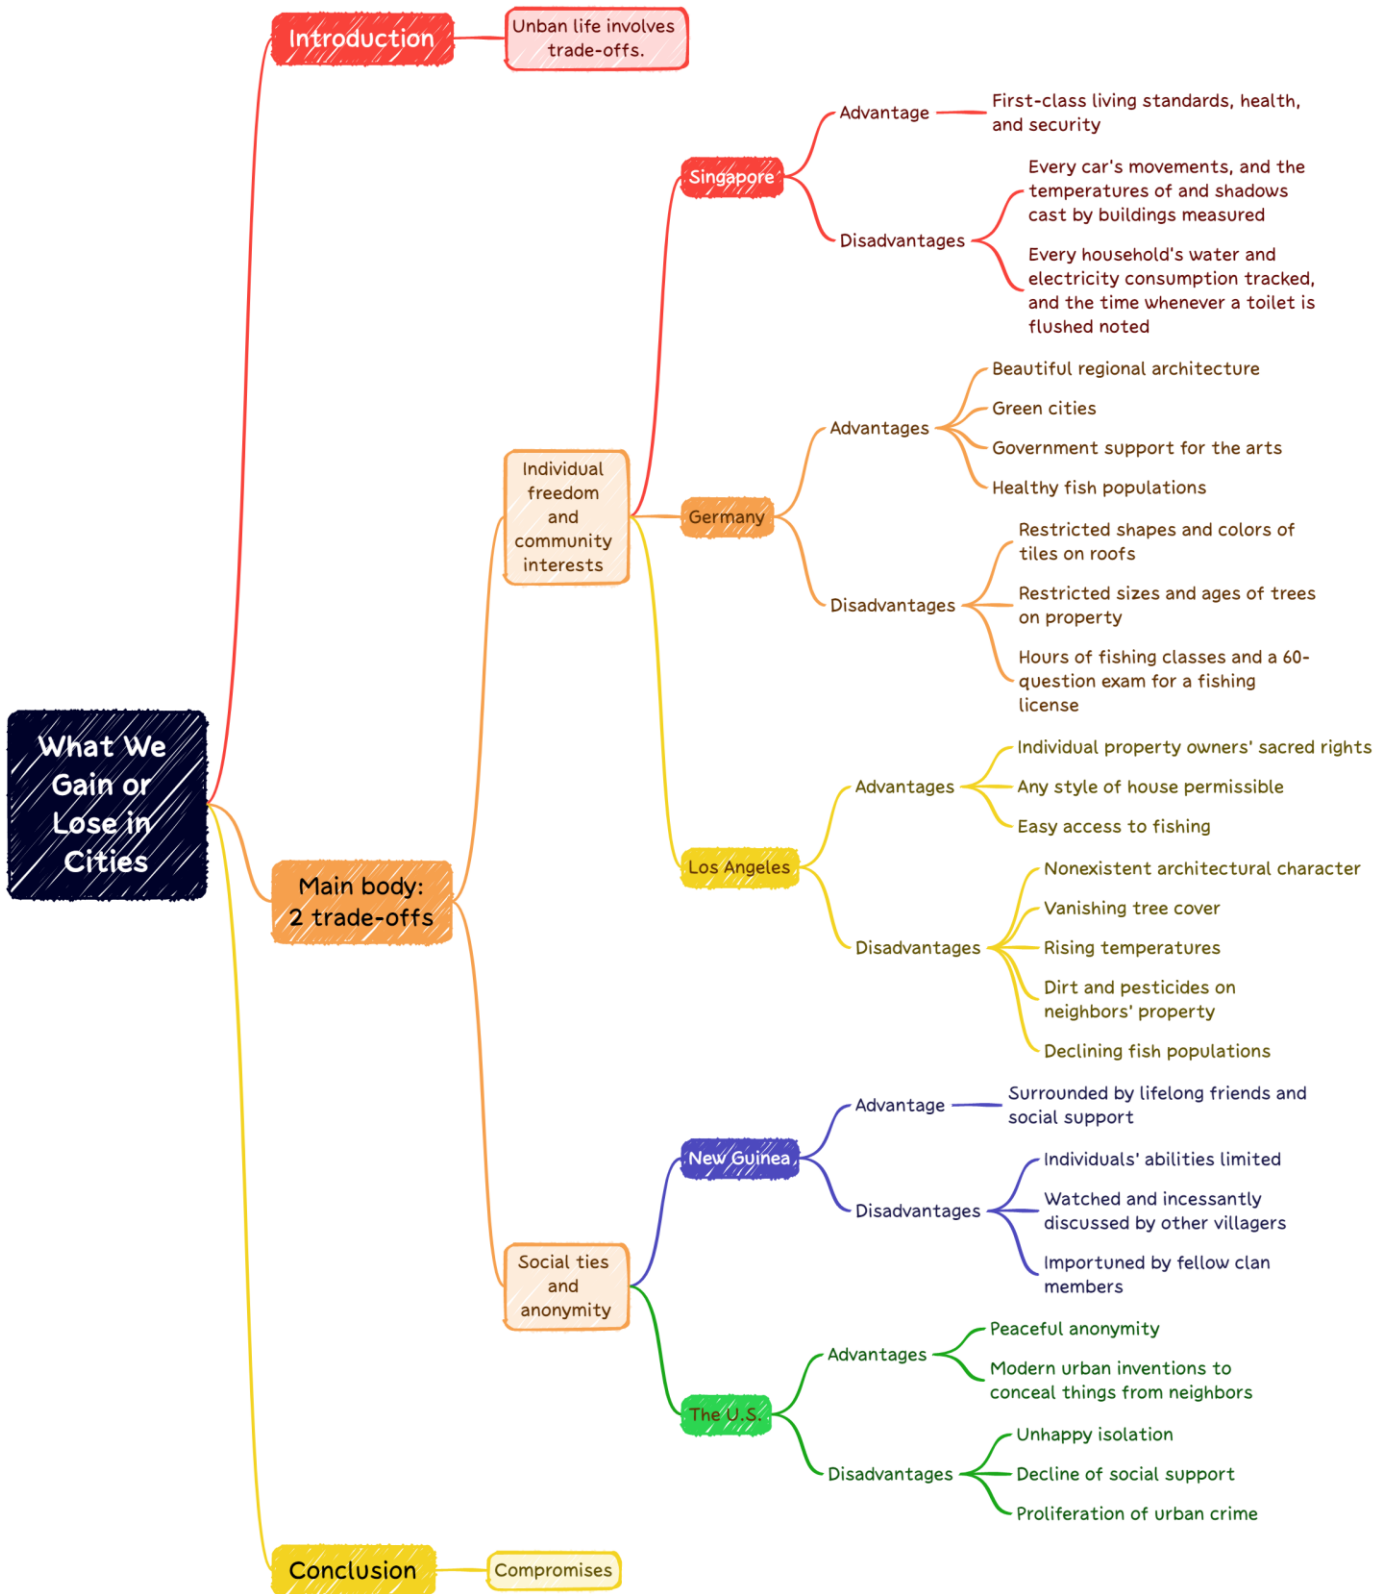 Introduction
Unban life involves
trade-offs.
What We
Gain or
Lose in
Cities
Main body:
2 trade-offs
Individual
freedom
and
community
interests
Singapore
Advantage
First-class living standards, health,
and security
Disadvantages
Every car's movements, and the
temperatures of and shadows
cast by buildings measured
Every household's water and
electricity consumption tracked,
and the time whenever a toilet is
flushed noted
Germany
Advantages
Beautiful regional architecture
Green cities
Government support for the arts
Healthy fish populations
Disadvantages
Restricted shapes and colors of
tiles on roofs
Restricted sizes and ages of trees
on property
Hours of fishing classes and a 60-
question exam for a fishing
license
Los Angeles
Advantages
Individual property owners' sacred rights
Any style of house permissible
Easy access to fishing
Disadvantages
Nonexistent architectural character
Vanishing tree cover
Rising temperatures
Dirt and pesticides on
neighbors' property
Declining fish populations
Social ties
and
anonymity
New Guinea
Advantage
Surrounded by lifelong friends and
social support
Disadvantages
Individuals' abilities limited
Watched and incessantly
discussed by other villagers
Importuned by fellow clan
members
The U.S.
Advantages
Peaceful anonymity
Modern urban inventions to
conceal things from neighbors
Disadvantages
Unhappy isolation
Decline of social support
Proliferation of urban crime
Conclusion
Compromises